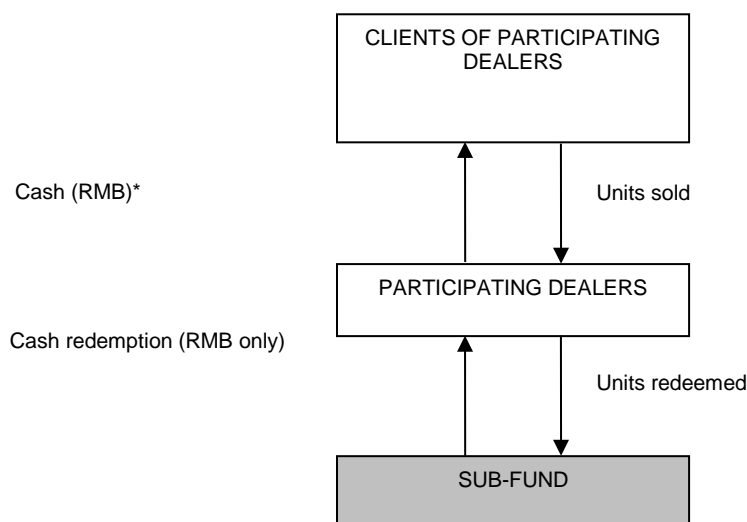 CLIENTS OF PARTICIPATING
DEALERS
Cash (RMB)*
Units sold
PARTICIPATING DEALERS
Cash redemption (RMB only)
Units redeemed
SUB-FUND